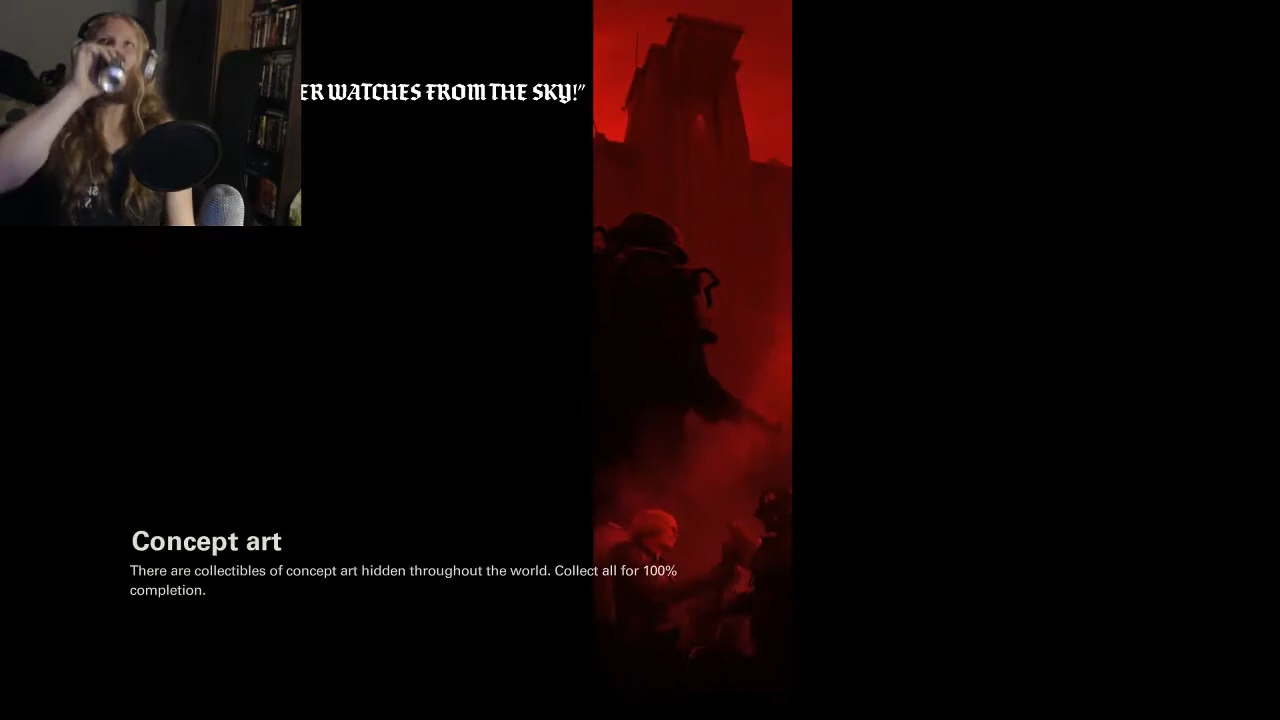 ER WATCHES FROM THE SKY!”
Concept art
There are collectibles of concept art hidden throughout the world. Collect all for 100%
completion.